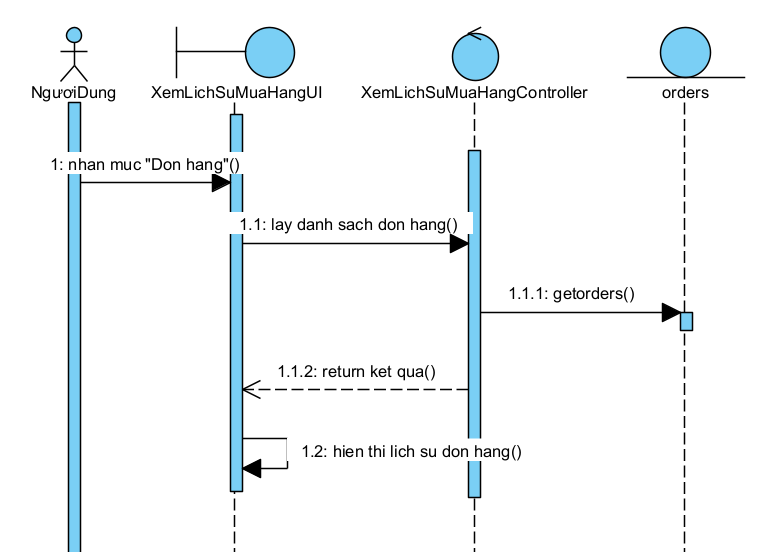 NgươiDung
XemLichSuMuaHangUI
XemLichSuMuaHangController
orders
1: nhan muc "Don hang"()
1.1: lay danh sach don hang()
1.1.1: getorders()
1.1.2: return ket qua()
1.2: hien thi lich su don hang()